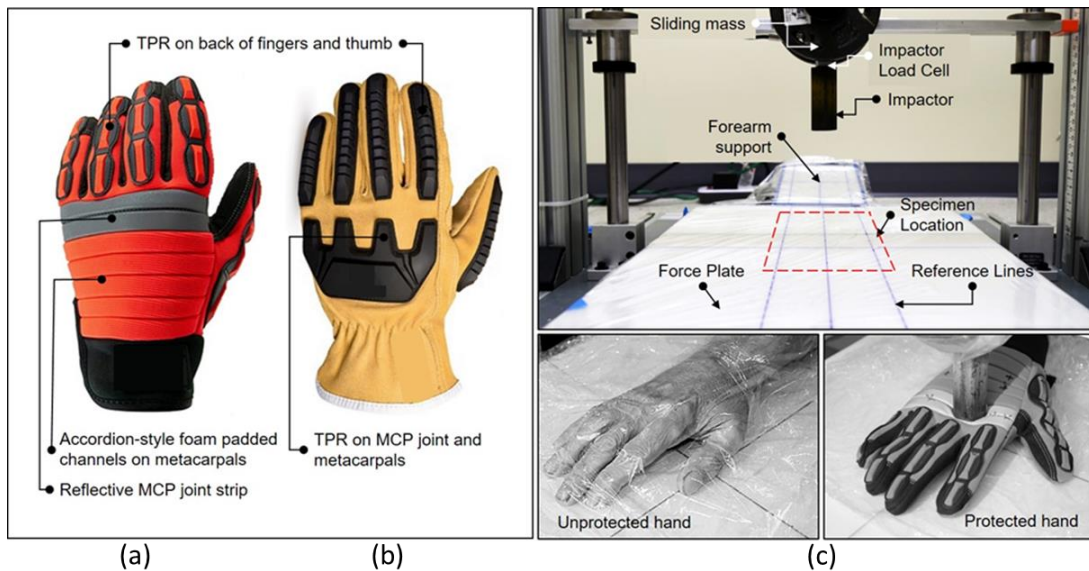 TPR on back of fingers and thumb
Accordion-style foam padded
channels on metacarpals
Reflective MCP joint strip
TPR on MCP joint and
metacarpals
(a)
(b)
Sliding mass
Impactor
Load Cell
Impactor
Forearm
support
Specimen
Location
Force Plate
Reference Lines
Unprotected hand
Protected hand
(c)